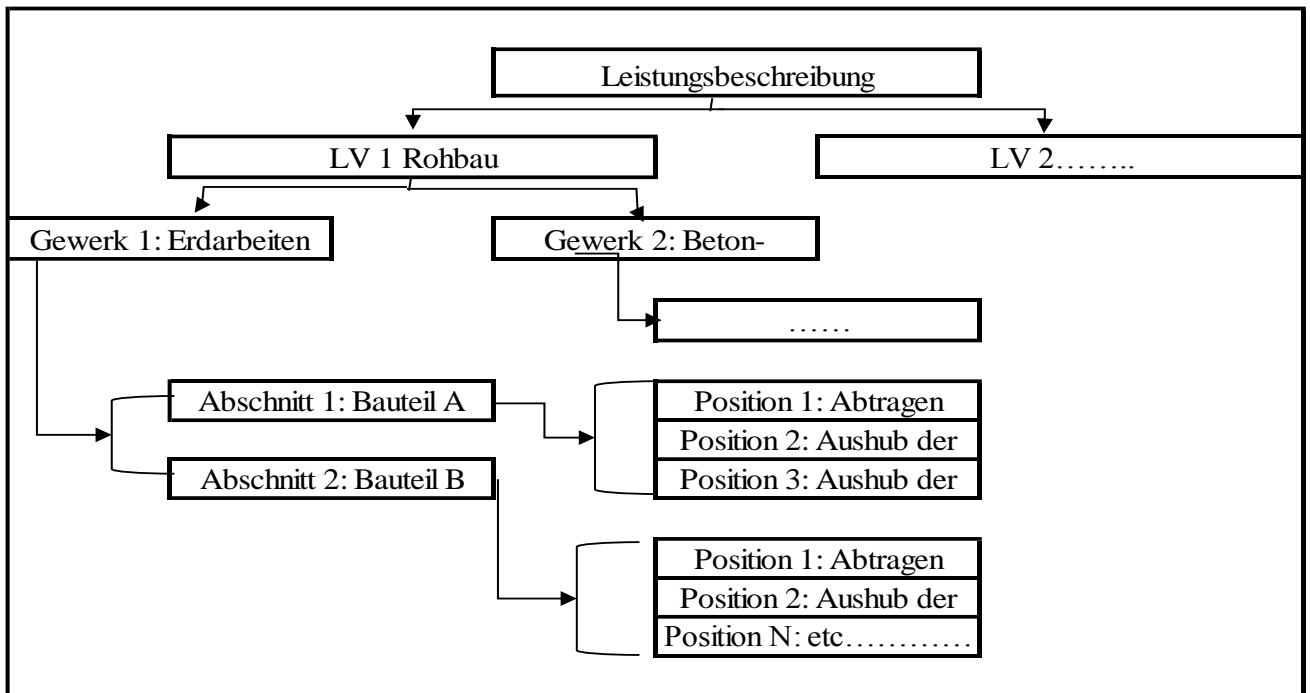 Leistungsbeschreibung
LV 1 Rohbau
LV 2……..
Gewerk 1: Erdarbeiten
Gewerk 2: Beton-
……
Abschnitt 1: Bauteil A
Position 1: Abtragen
Position 2: Aushub der
Abschnitt 2: Bauteil B
Position 3: Aushub der
Position 1: Abtragen
Position 2: Aushub der
Position N: etc…………